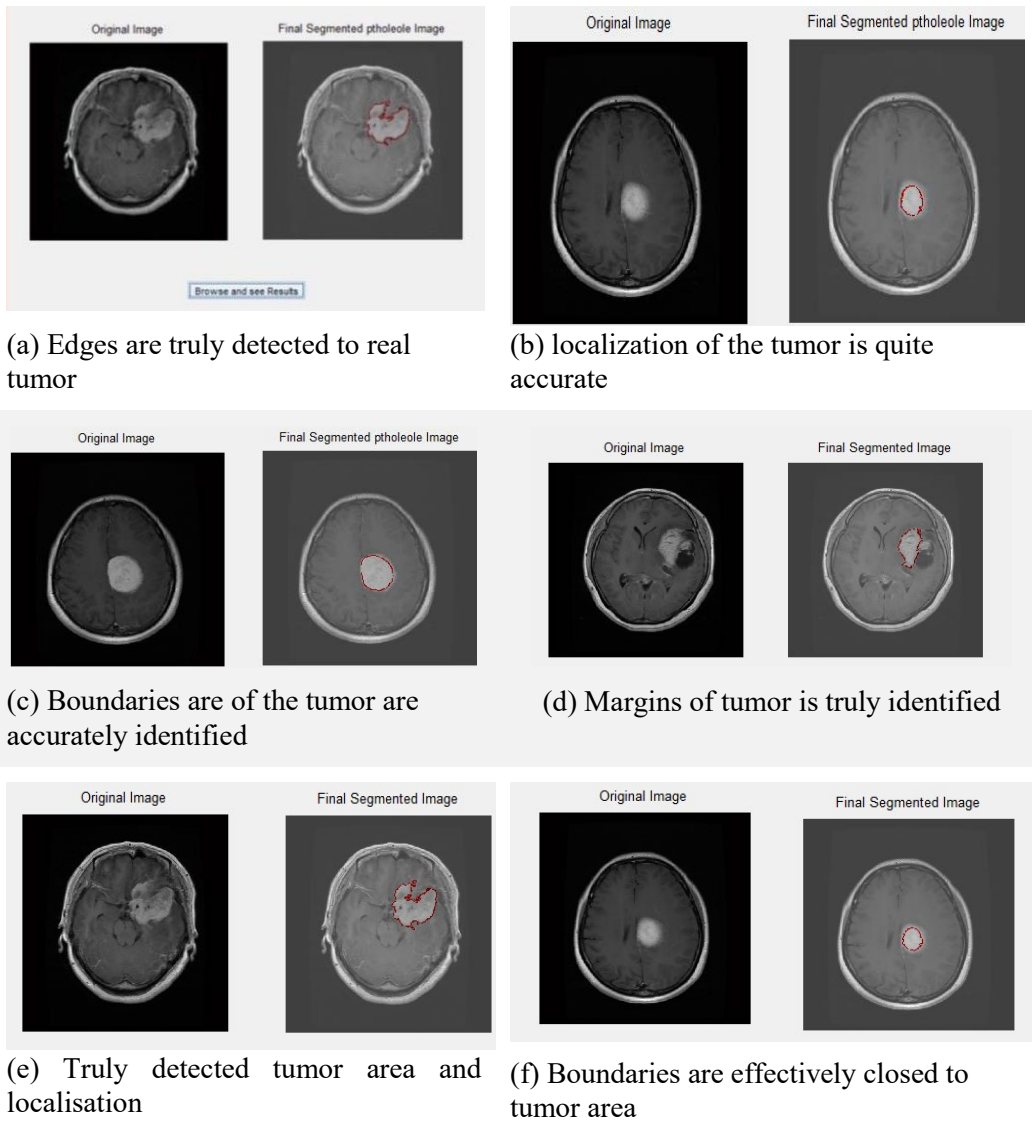 Original Image
Final Segmented ptholeole Image
Browse and see Results
(a) Edges are truly detected to real
tumor
Original Image
Final Segmented ptholeole Image
(b) localization of the tumor is quite
accurate
Original Image
Final Segmented ptholeole Image
(c) Boundaries are of the tumor are
accurately identified
Original Image
Final Segmented Image
(d) Margins of tumor is truly identified
Original Image
Final Segmented Image
(e) Truly detected tumor area and
localisation
Original Image
Final Segmented Image
(f) Boundaries are effectively closed to
tumor area